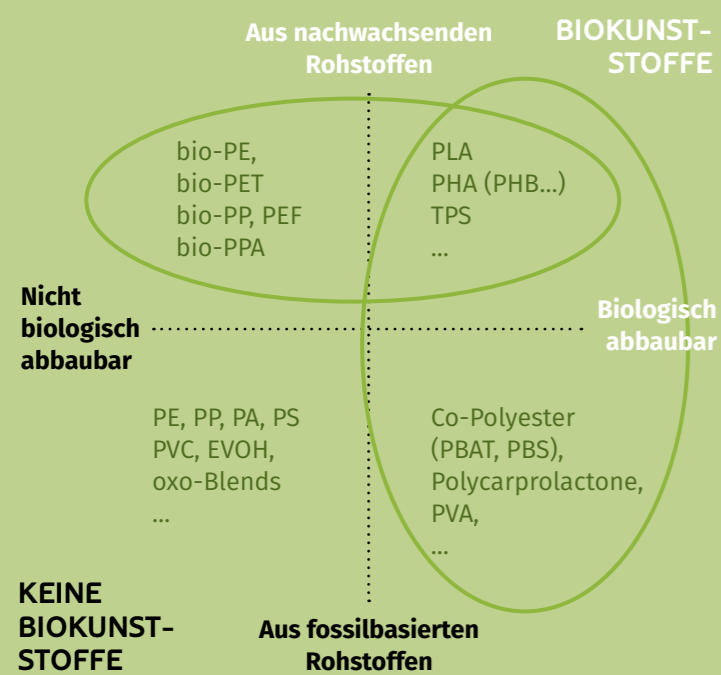 Aus nachwachsenden
Rohstoffen
BIOKUNST-
STOFFE
bio-PE,
bio-PET
bio-PP, PEF
bio-PPA
PLA
PHA (PHB...)
TPS
...
Nicht
biologisch
abbaubar
Biologisch
abbaubar
PE, PP, PA, PS
PVC, EVOH,
oxo-Blends
...
Co-Polyester
(PBAT, PBS),
Polycarprolactone,
PVA,
...
KEINE
BIOKUNST-
STOFFE
Aus fossilbasierten
Rohstoffen